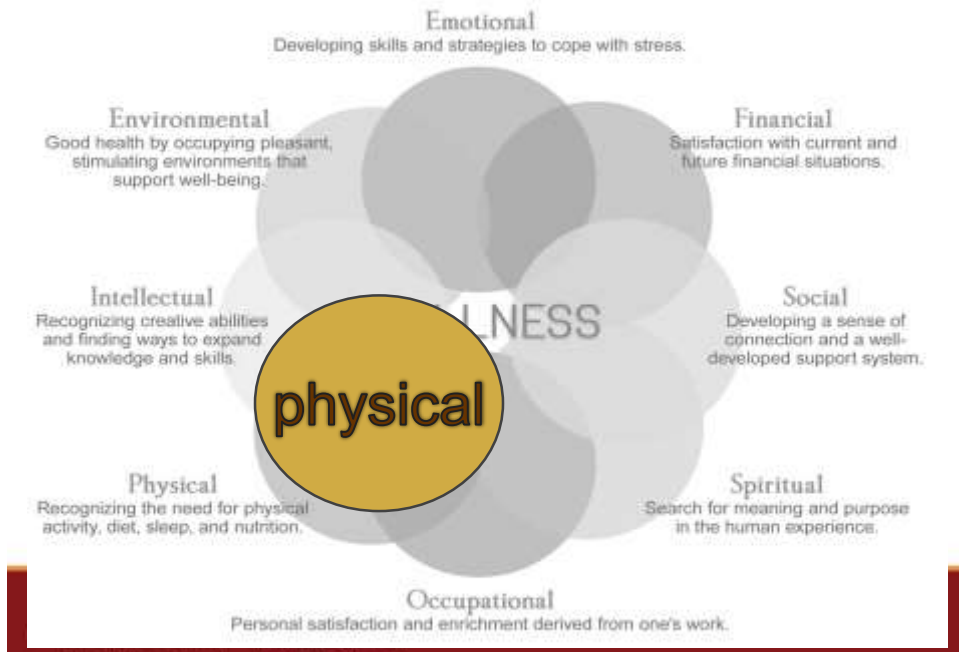 Emotional
Developing skills and strategies to cope with stress.
Environmental
Good health by occupying pleasant,
stimulating environments that
support well-being.
Financial
Satisfaction with current and
future financial situations.
Intellectual
Recognizing creative abilities
and finding ways to expand
knowledge and skills.
LLNESS
Social
Developing a sense of
connection and a well-
developed support system.
physical
Physical
Recognizing the need for physical
activity, diet, sleep, and nutrition.
Spiritual
Search for meaning and purpose
in the human experience.
Occupational
Personal satisfaction and enrichment derived from one's work.